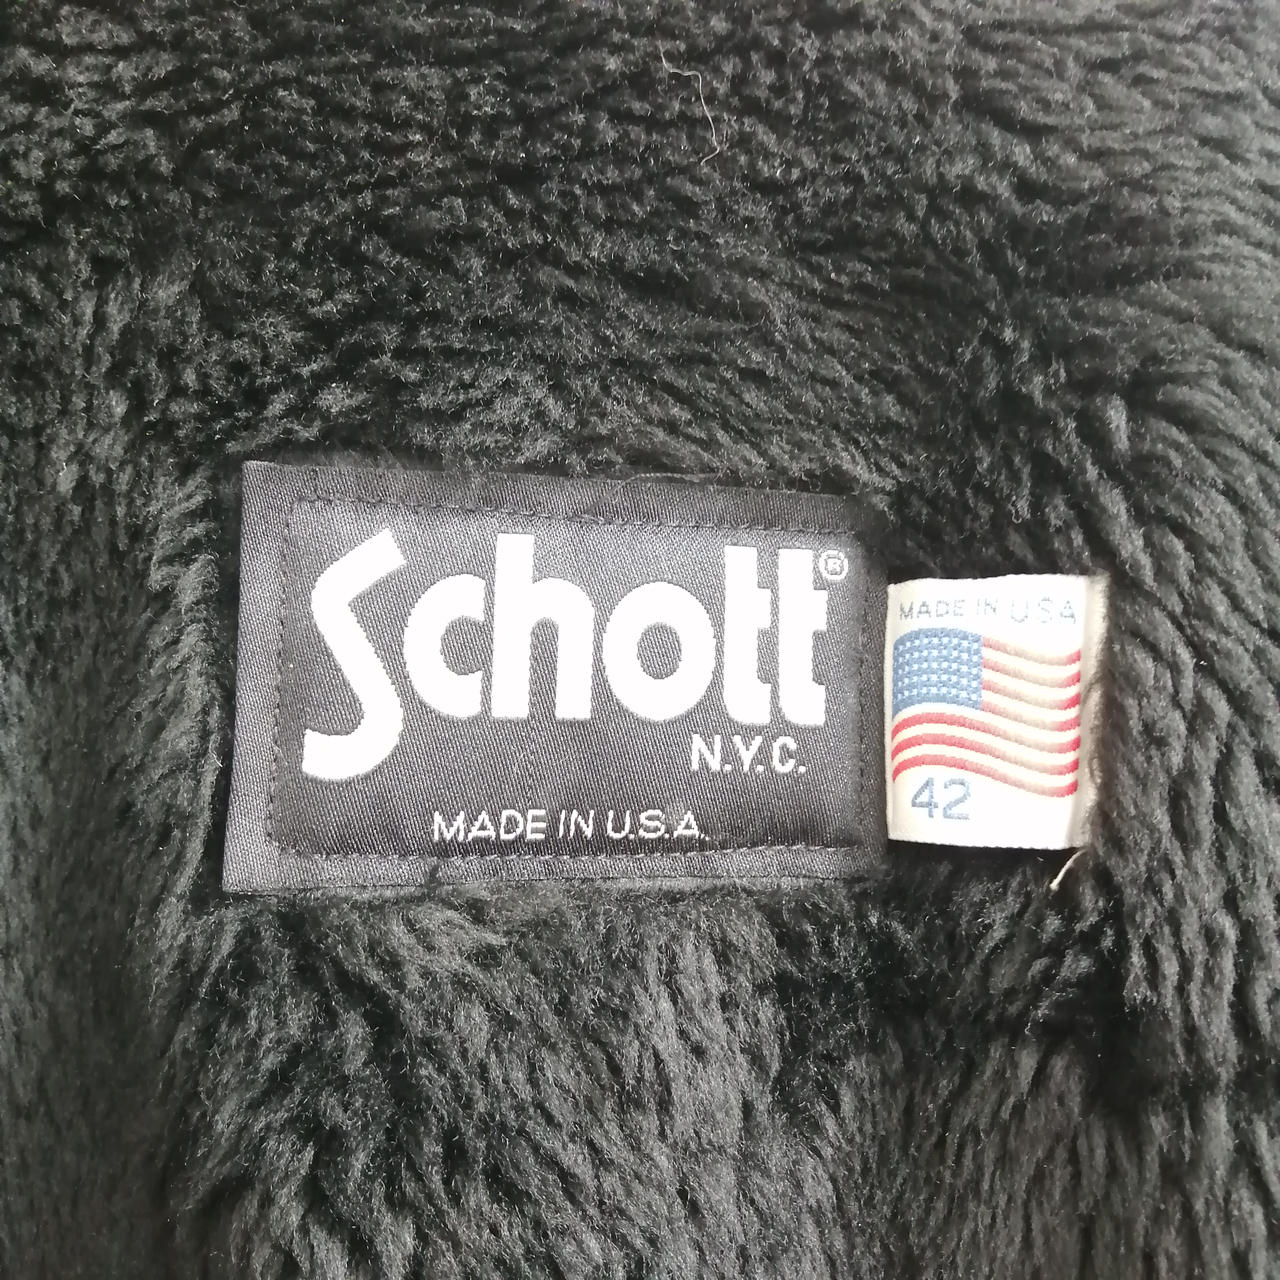 Schott®
N.Y.C.
MADE IN U.S.A.
MADE IN USA
42